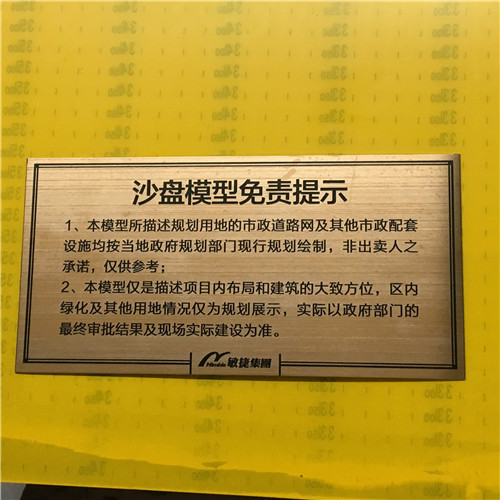 沙盘模型免责提示
1、本模型所描述规划用地的市政道路网及其他市政配套
设施均按当地政府规划部门现行规划绘制，非出卖人之
承诺，仅供参考；
2、本模型仅是描述项目内布局和建筑的大致方位，区内
绿化及其他用地情况仅为规划展示，实际以政府部门的
最终审批结果及现场实际建设为准。
敏捷集團